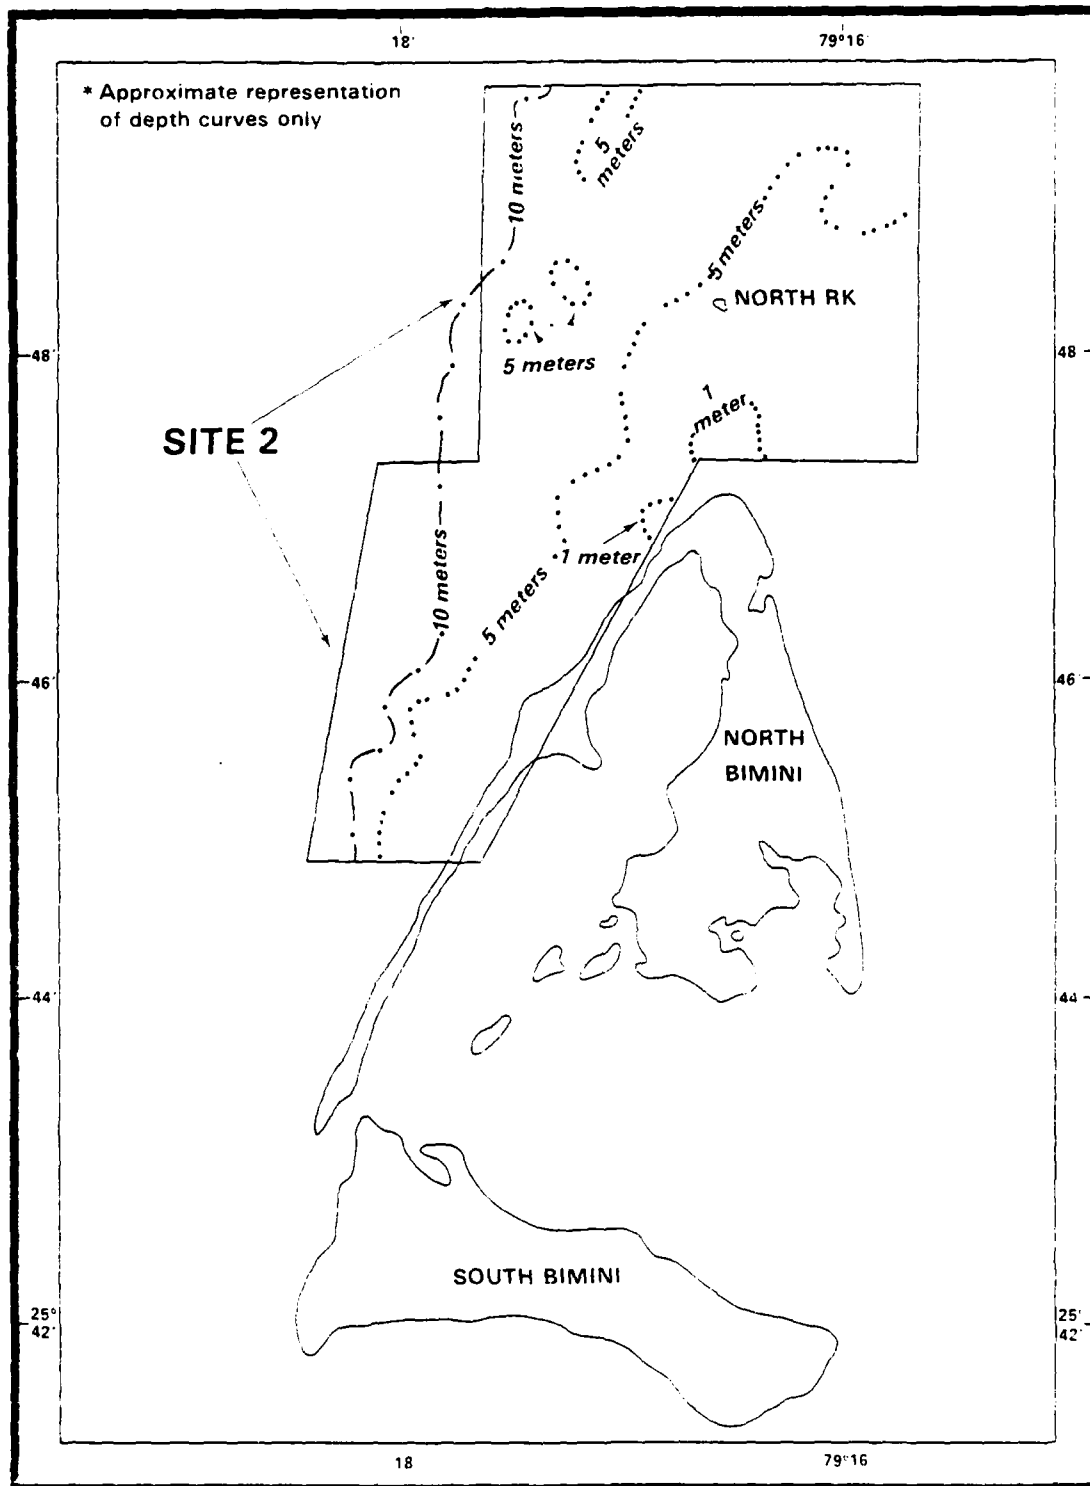 18'
79°16'
* Approximate representation
of depth curves only
10 meters
5
meters
5 meters
NORTH RK
48'
48
5 meters
1
meter
SITE 2
1 meter
10 meters
5 meters
46'
46'
NORTH
BIMINI
44'
44
SOUTH BIMINI
25°
42'
25'
42'
18
79°16